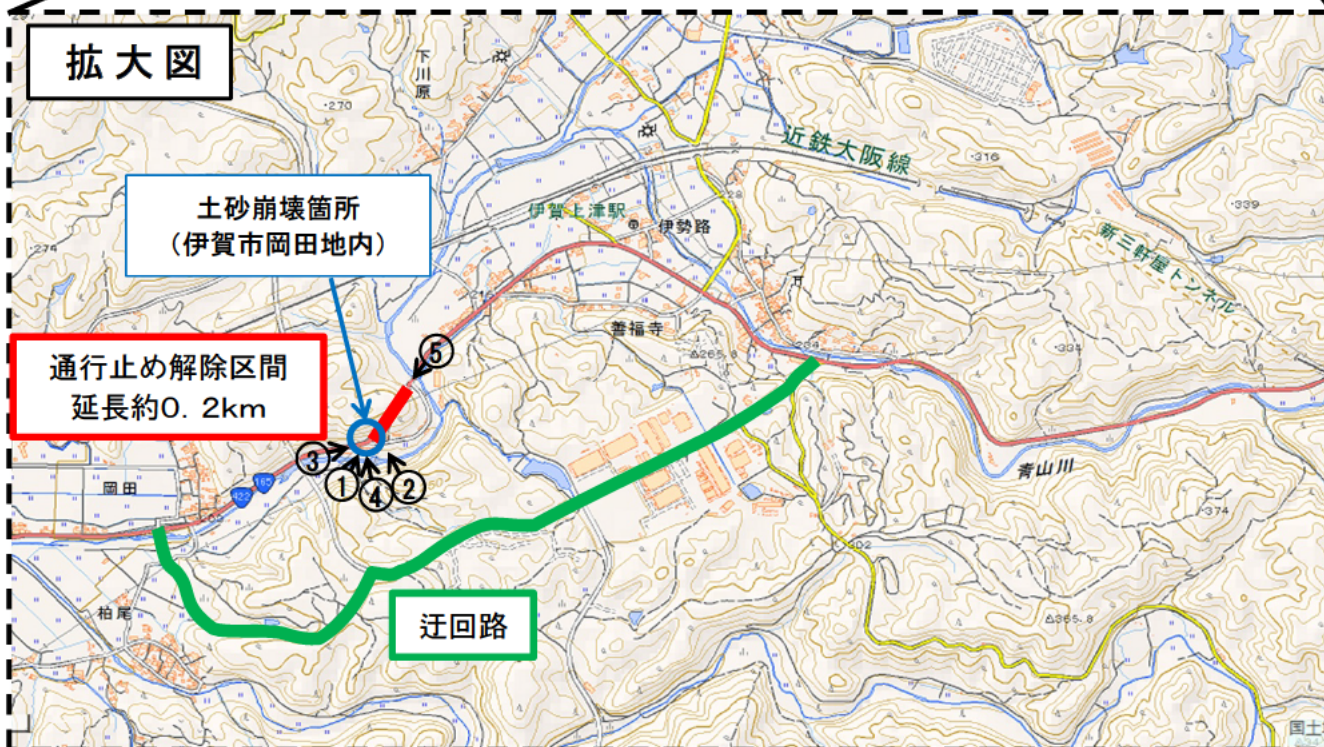 拡大図
下川原
・270
・316
近鉄大阪線
・339
土砂崩壊箇所
（伊賀市岡田地内）
伊賀上津駅
伊勢路
新三軒屋トンネル
・274
善福寺
△265.8
204
・334
通行止め解除区間
延長約0.2km
⑤
③
①
④
②
青山川
岡田
422
165
・374
302
柏尾
迂回路
△365.8
国土